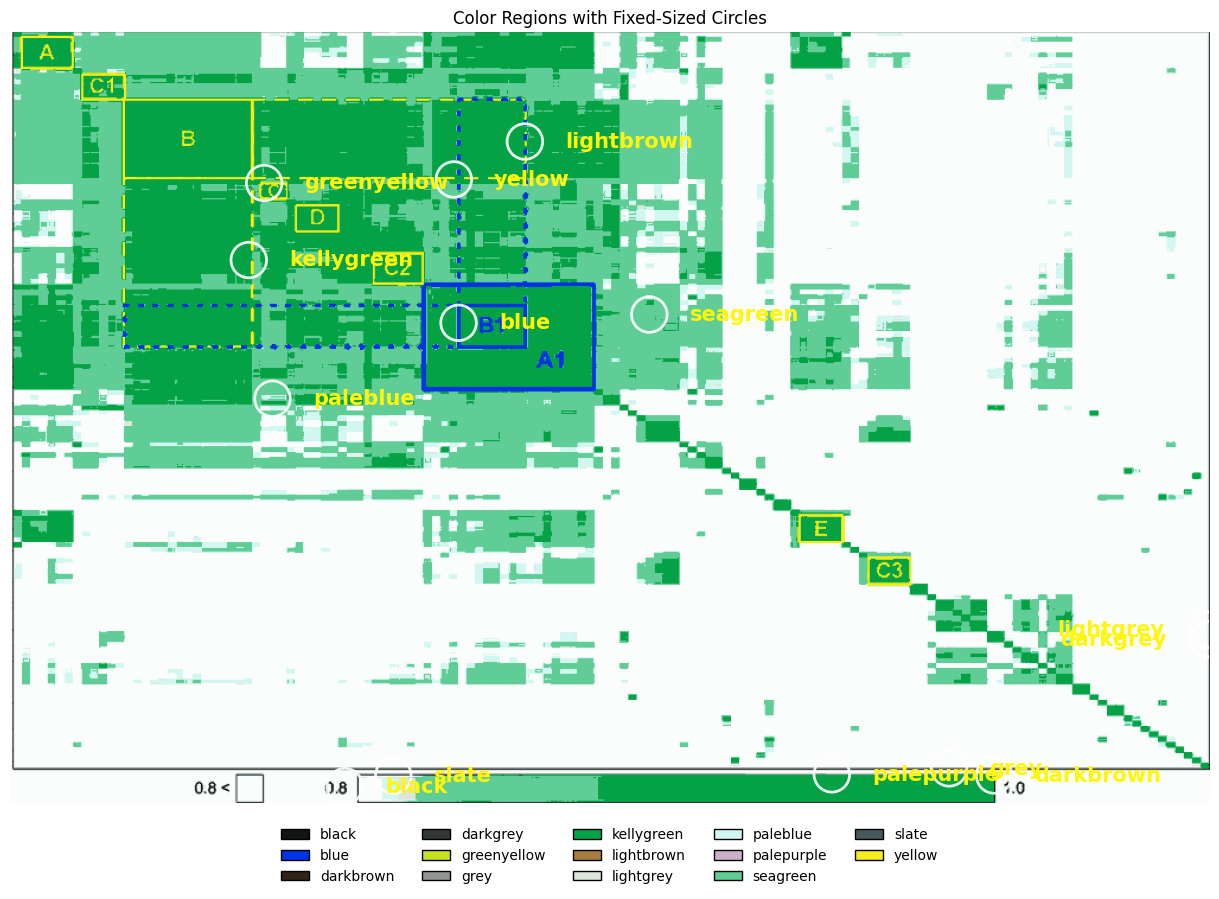 Color Regions with Fixed-Sized Circles
A
C1
B
lightbrown
greenyellow
yellow
D
kellygreen
C2
blue
B1
seagreen
A1
paleblue
E
C3
lightgrey
darkgrey
slate
palepurple
grey
darkbrown
black
0.8 <
0.8
1.0
black
darkgrey
kellygreen
paleblue
slate
blue
greenyellow
lightbrown
palepurple
yellow
darkbrown
grey
lightgrey
seagreen